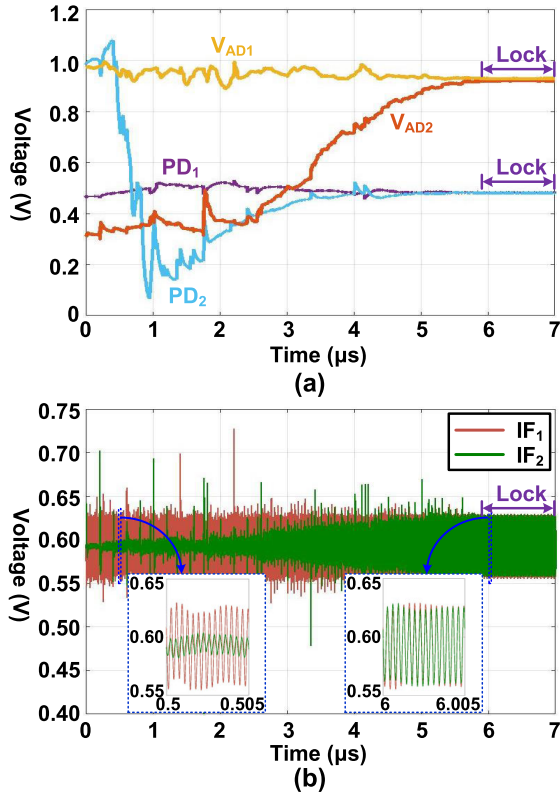 1.2
1.0
0.8
0.6
0.4
0.2
0
Voltage (V)
V_AD1
V_AD2
PD₁
PD₂
Lock
Lock
0 1 2 3 4 5 6 7
Time (µs)
(a)
0.75
0.70
0.65
0.60
0.55
0.50
0.45
0.40
Voltage (V)
IF₁
IF₂
Lock
0.65
0.60
0.55
0.5 0.505
0.65
0.60
0.55
6 6.005
0 1 2 3 4 5 6 7
Time (µs)
(b)